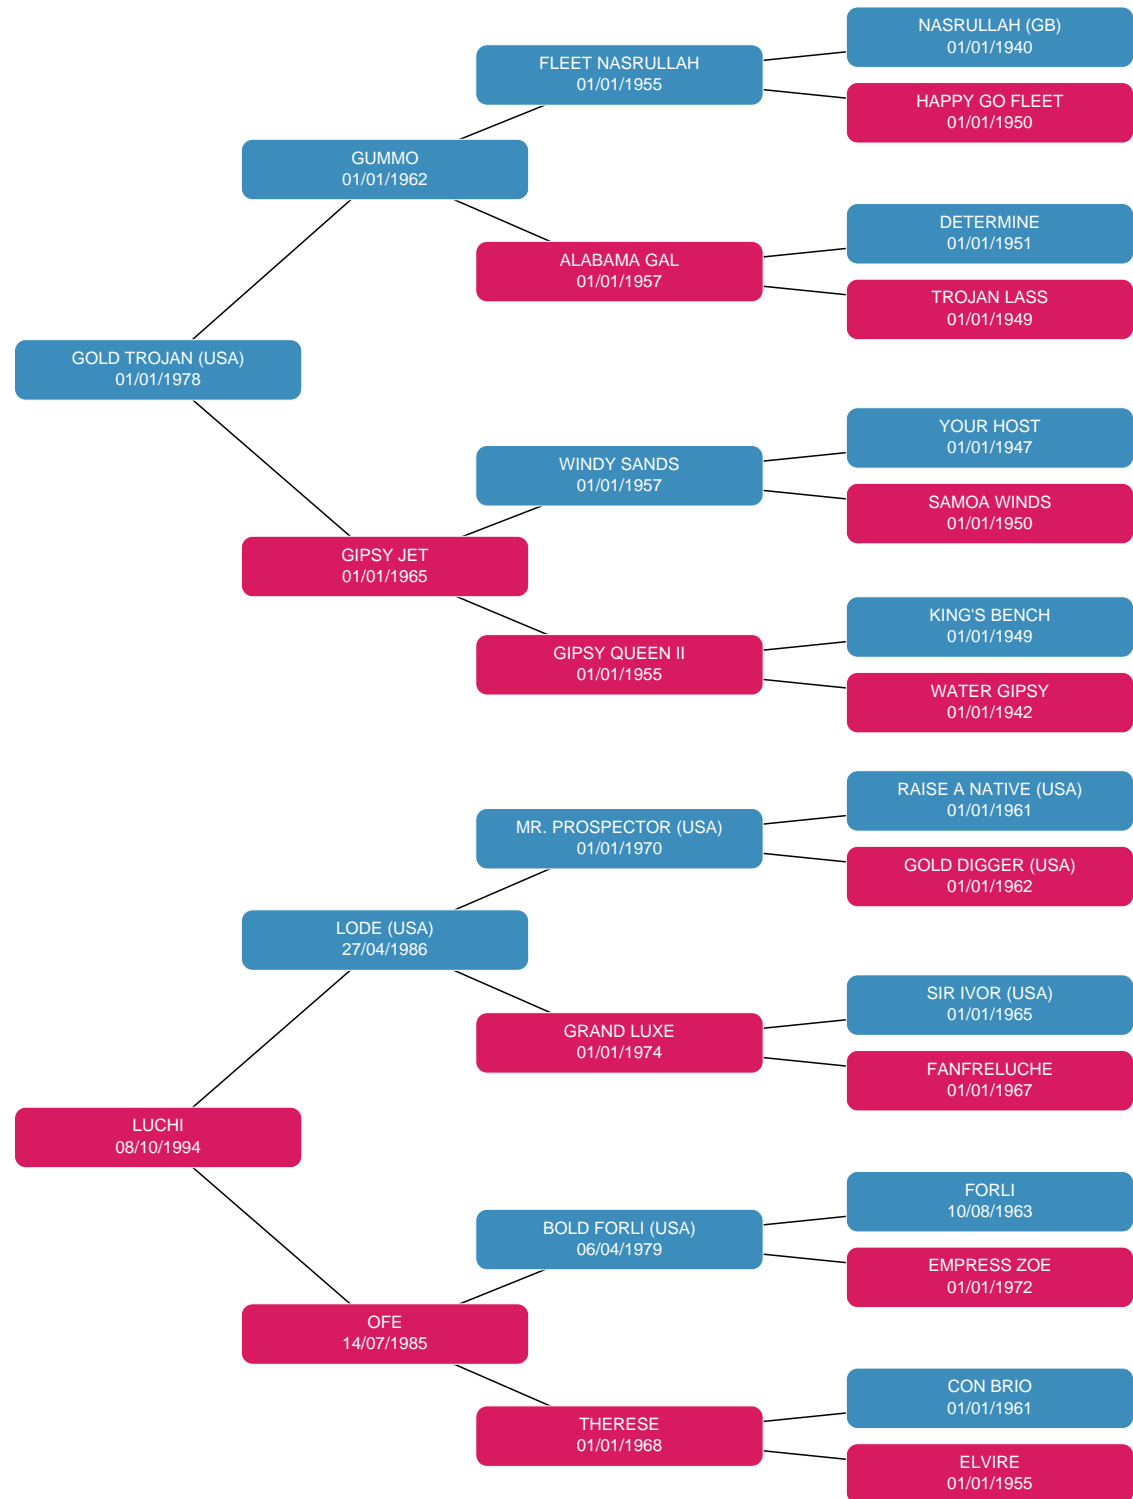 NASRULLAH (GB)
01/01/1940
FLEET NASRULLAH
01/01/1955
HAPPY GO FLEET
01/01/1950
GUMMO
01/01/1962
DETERMINE
01/01/1951
ALABAMA GAL
01/01/1957
TROJAN LASS
01/01/1949
GOLD TROJAN (USA)
01/01/1978
YOUR HOST
01/01/1947
WINDY SANDS
01/01/1957
SAMOA WINDS
01/01/1950
GIPSY JET
01/01/1965
KING'S BENCH
01/01/1949
GIPSY QUEEN II
01/01/1955
WATER GIPSY
01/01/1942
RAISE A NATIVE (USA)
01/01/1961
MR. PROSPECTOR (USA)
01/01/1970
GOLD DIGGER (USA)
01/01/1962
LODE (USA)
27/04/1986
SIR IVOR (USA)
01/01/1965
GRAND LUXE
01/01/1974
FANFRELUCHE
01/01/1967
LUCHI
08/10/1994
FORLI
10/08/1963
BOLD FORLI (USA)
06/04/1979
EMPRESS ZOE
01/01/1972
OFE
14/07/1985
CON BRIO
01/01/1961
THERESE
01/01/1968
ELVIRE
01/01/1955